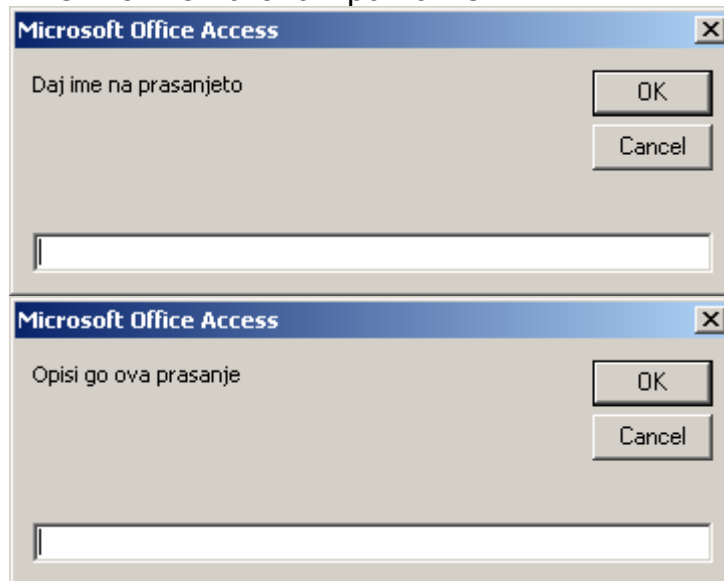 Microsoft Office Access
Daj ime na prasanjeto
OK
Cancel
Microsoft Office Access
Opisi go ova prasanje
OK
Cancel